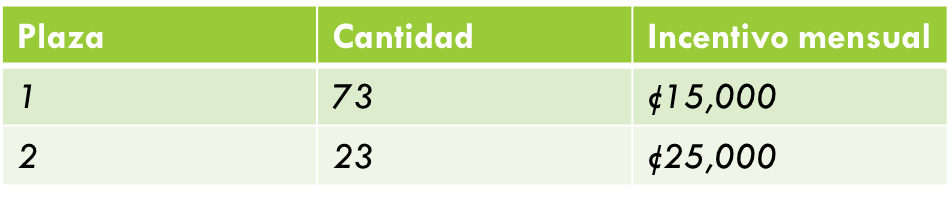 Plaza Cantidad Incentivo mensual
1 73 ¢15,000
2 23 ¢25,000